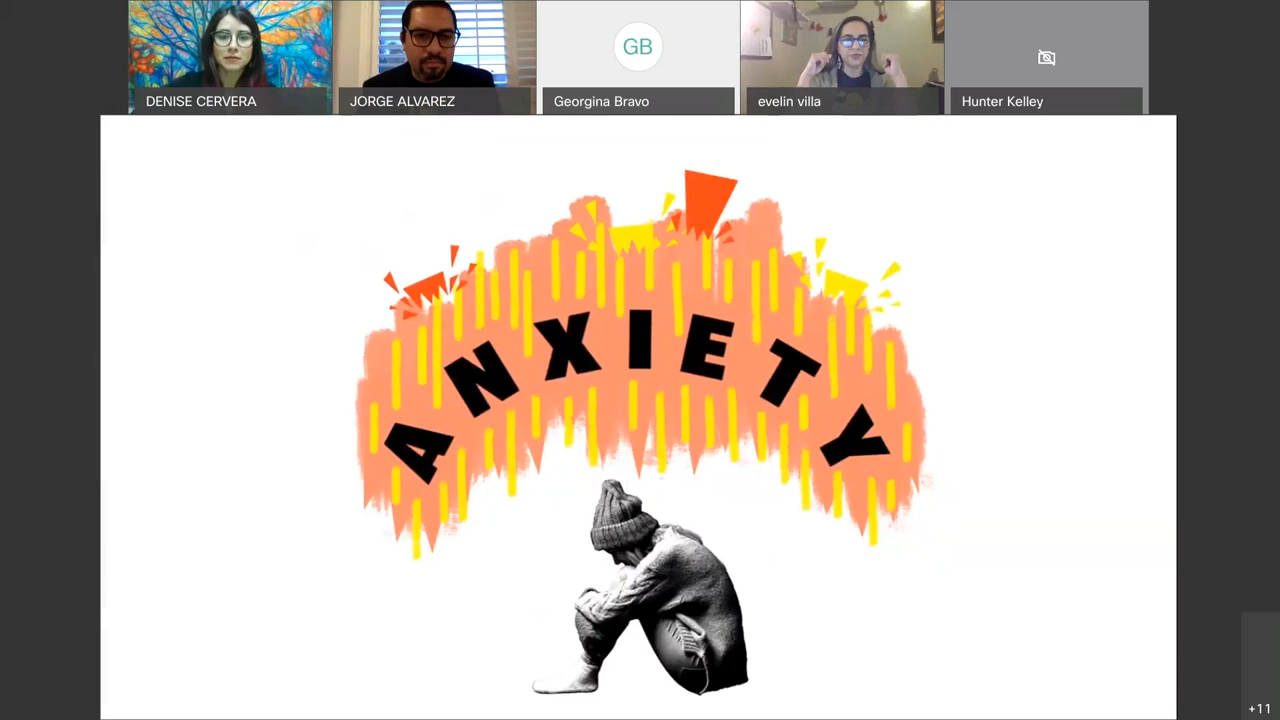 DENISE CERVERA
JORGE ALVAREZ
GB
Georgina Bravo
evelin villa
Hunter Kelley
ANXIETY
+11